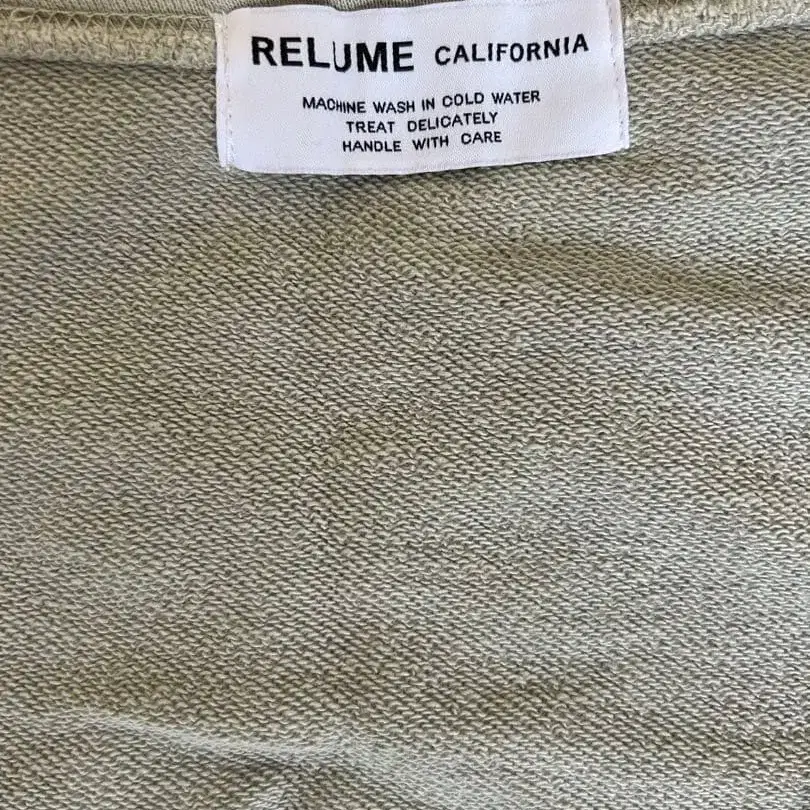 RELUME CALIFORNIA
MACHINE WASH IN COLD WATER
TREAT DELICATELY
HANDLE WITH CARE